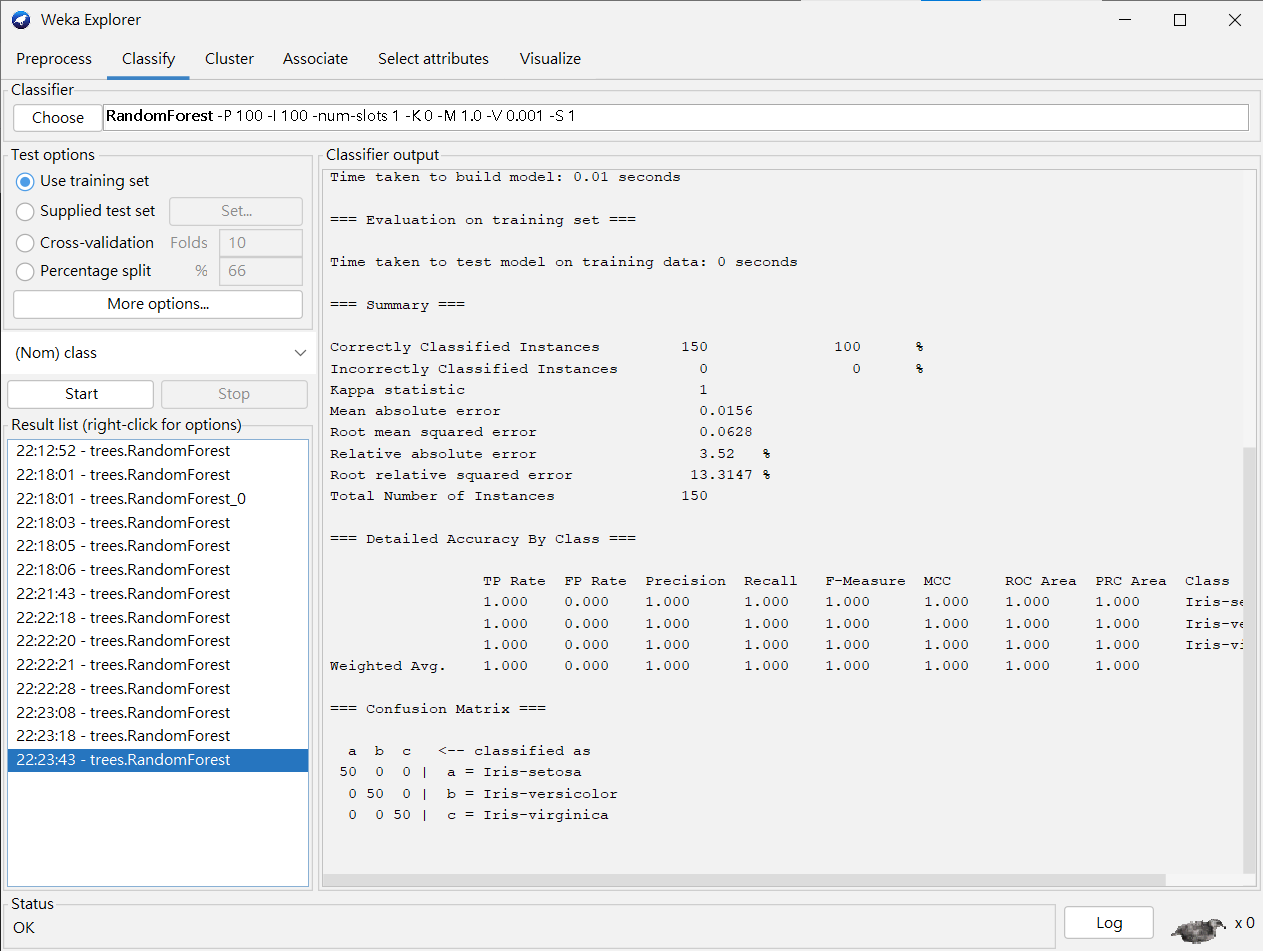 Weka Explorer
Preprocess Classify Cluster Associate Select attributes Visualize
Classifier
Choose RandomForest -P 100 -I 100 -num-slots 1 -K 0 -M 1.0 -V 0.001 -S 1
Test options
Use training set
Supplied test set Set...
Cross-validation Folds 10
Percentage split % 66
More options...
(Nom) class
Start Stop
Result list (right-click for options)
22:12:52 - trees.RandomForest
22:18:01 - trees.RandomForest
22:18:01 - trees.RandomForest_0
22:18:03 - trees.RandomForest
22:18:05 - trees.RandomForest
22:18:06 - trees.RandomForest
22:21:43 - trees.RandomForest
22:22:18 - trees.RandomForest
22:22:20 - trees.RandomForest
22:22:21 - trees.RandomForest
22:22:28 - trees.RandomForest
22:23:08 - trees.RandomForest
22:23:18 - trees.RandomForest
22:23:43 - trees.RandomForest
Classifier output
Time taken to build model: 0.01 seconds
=== Evaluation on training set ===
Time taken to test model on training data: 0 seconds
=== Summary ===
Correctly Classified Instances 150 100 %
Incorrectly Classified Instances 0 0 %
Kappa statistic 1
Mean absolute error 0.0156
Root mean squared error 0.0628
Relative absolute error 3.52 %
Root relative squared error 13.3147 %
Total Number of Instances 150
=== Detailed Accuracy By Class ===
TP Rate FP Rate Precision Recall F-Measure MCC ROC Area PRC Area Class
1.000 0.000 1.000 1.000 1.000 1.000 1.000 1.000 Iris-se
1.000 0.000 1.000 1.000 1.000 1.000 1.000 1.000 Iris-ve
1.000 0.000 1.000 1.000 1.000 1.000 1.000 1.000 Iris-vi
Weighted Avg. 1.000 0.000 1.000 1.000 1.000 1.000 1.000 1.000
=== Confusion Matrix ===
a b c <-- classified as
50 0 0 | a = Iris-setosa
0 50 0 | b = Iris-versicolor
0 0 50 | c = Iris-virginica
Status
OK
Log x 0